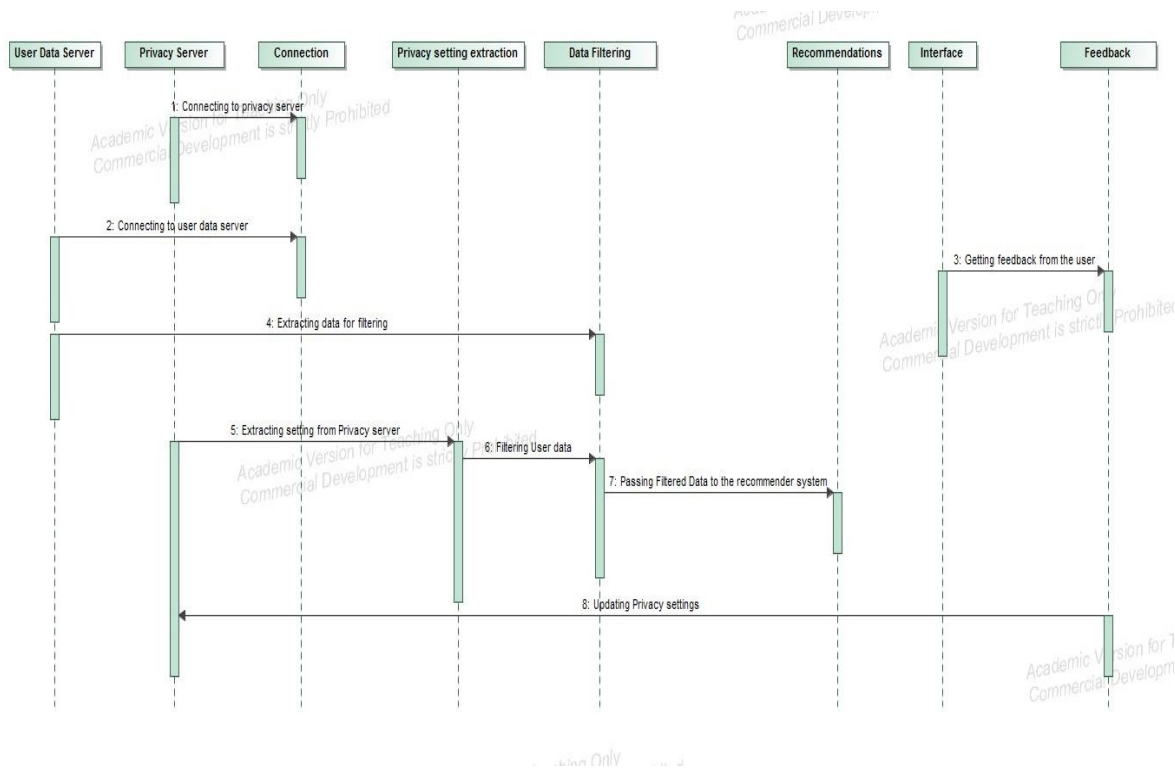 Commercial Develop
User Data Server
Privacy Server
Connection
Privacy setting extraction
Data Filtering
Recommendations
Interface
Feedback
1: Connecting to privacy server
Academic Version for Teaching Only
Commercial Development is strictly Prohibited
2: Connecting to user data server
3: Getting feedback from the user
Academic Version for Teaching Only
Commercial Development is strictly Prohibited
4: Extracting data for filtering
5: Extracting setting from Privacy server
Academic Version for Teaching Only
Commercial Development is strictly Prohibited
6: Filtering User data
7: Passing Filtered Data to the recommender system
8: Updating Privacy settings
Academic Version for T
Commercial Developm